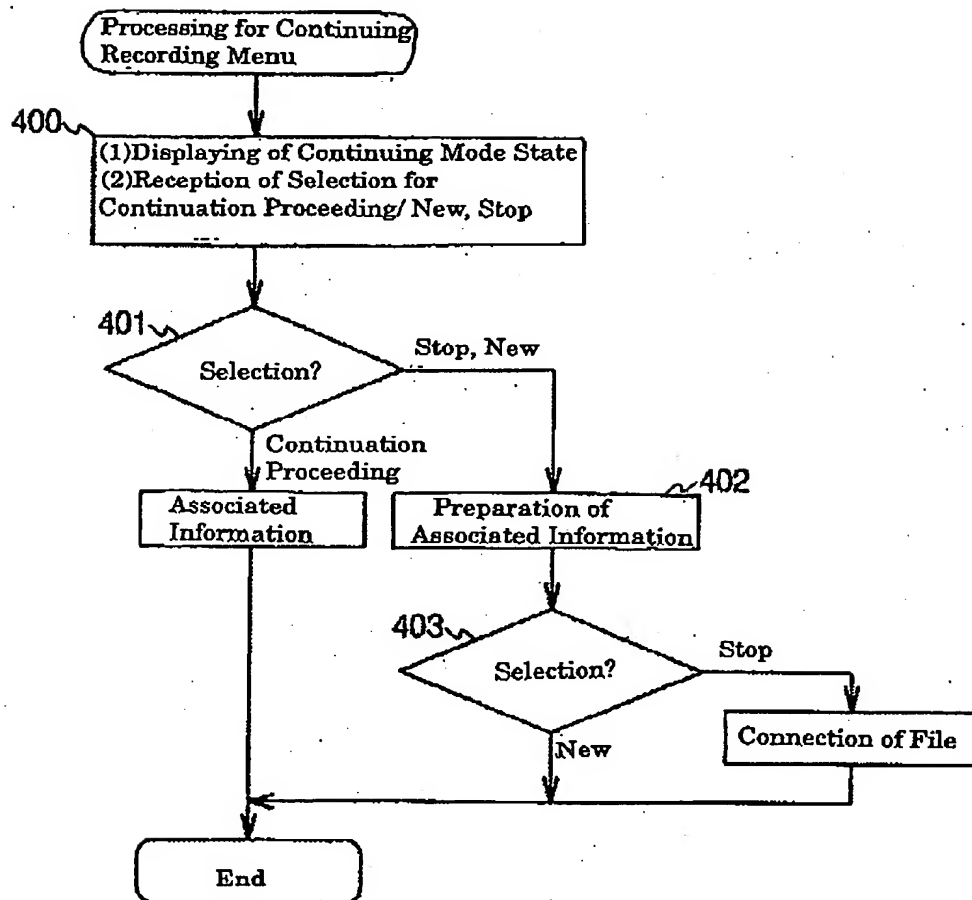 Processing for Continuing
Recording Menu
400
(1)Displaying of Continuing Mode State
(2)Reception of Selection for
Continuation Proceeding/ New, Stop
401
Selection?
Stop, New
Continuation
Proceeding
Associated
Information
402
Preparation of
Associated Information
403
Selection?
Stop
New
Connection of File
End